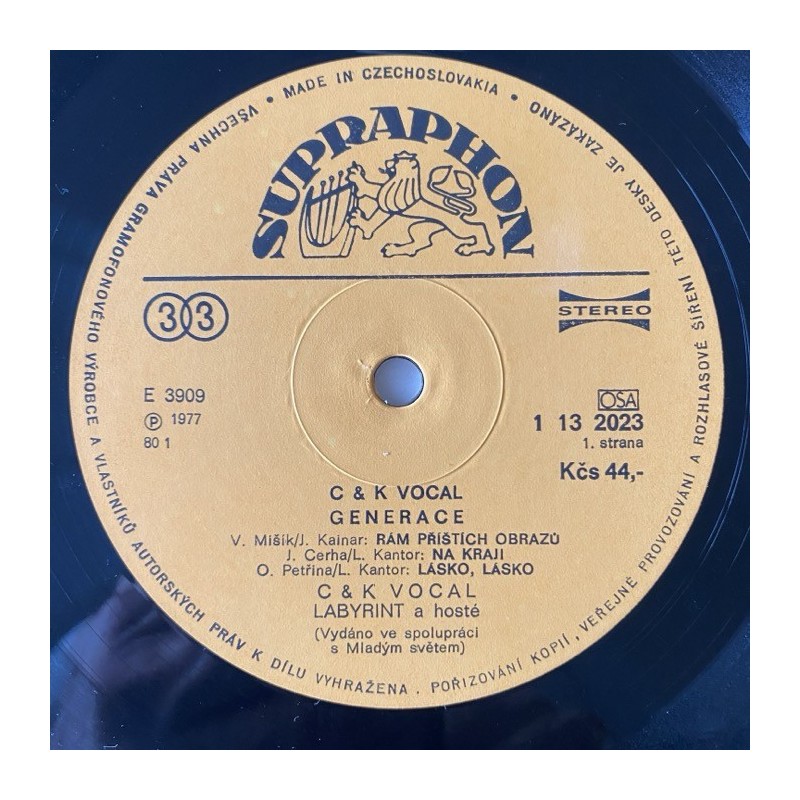 • MADE IN CZECHOSLOVAKIA •
VŠECHNA PRÁVA GRAMOFONOVÉHO VÝROBCE A VLASTNÍKŮ AUTORSKÝCH PRÁV K DÍLU VYHRAŽENA. POŘIZOVÁNÍ KOPIÍ, VEŘEJNÉ PROVOZOVÁNÍ A ROZHLASOVÉ ŠÍŘENÍ TÉTO DESKY JE ZAKÁZÁNO
SUPRAPHON
33
STEREO
E 3909
Ⓟ 1977
80 1
OSA
1 13 2023
1. strana
Kčs 44,-
C & K VOCAL
GENERACE
V. Mišík/J. Kainar: RÁM PŘÍŠTÍCH OBRAZŮ
J. Cerha/L. Kantor: NA KRAJI
O. Petřina/L. Kantor: LÁSKO, LÁSKO
C & K VOCAL
LABYRINT a hosté
(Vydáno ve spolupráci
s Mladým světem)